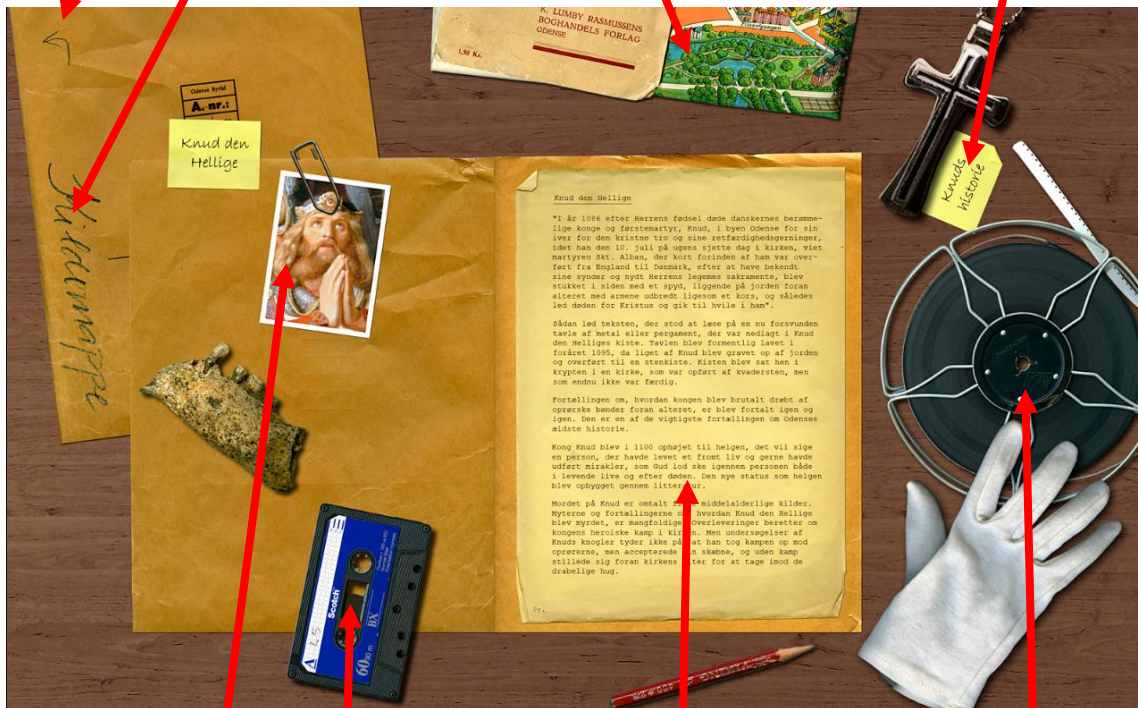 K. LUMBY RASMUSSENS
BOGHANDELS FORLAG
ODENSE
1,50 Kr.
Odense Byråd
A.-nr.:
Knud den
Hellige
Kildemappe
Knuds
historie
Knud den Hellige
"I år 1086 efter Herrens fødsel døde danskernes berømme-
lige konge og førstemartyr, Knud, i byen Odense for sin
iver for den kristne tro og sine retfærdighedsgerninger,
idet han den 10. juli på ugens sjette dag i kirken, viet
martyren Skt. Alban, der kort forinden af ham var over-
ført fra England til Danmark, efter at have bekendt
sine synder og nydt Herrens legemes sakramente, blev
stukket i siden med et spyd, liggende på jorden foran
alteret med armene udbredt ligesom et kors, og således
led døden for Kristus og gik til hvile i ham".
Sådan lød teksten, der stod at læse på en nu forsvunden
tavle af metal eller pergament, der var nedlagt i Knud
den Helliges kiste. Tavlen blev formentlig lavet i
foråret 1095, da liget af Knud blev gravet op af jorden
og overført til en stenkiste. Kisten blev sat hen i
krypten i en kirke, som var opført af kvadersten, men
som endnu ikke var færdig.
Fortællingen om, hvordan kongen blev brutalt dræbt af
oprørske bønder foran alteret, er blev fortalt igen og
igen. Den er en af de vigtigste fortællingen om Odenses
ældste historie.
Kong Knud blev i 1100 ophøjet til helgen, det vil sige
en person, der havde levet et fromt liv og gerne havde
udført mirakler, som Gud lod ske igennem personen både
i levende live og efter døden. Den nye status som helgen
blev opbygget gennem litteratur.
Mordet på Knud er omtalt i middelalderlige kilder.
Myterne og fortællingerne om hvordan Knud den Hellige
blev myrdet, er mangfoldige. Overleveringer beretter om
kongens heroiske kamp i kirken. Men undersøgelser af
Knuds knogler tyder ikke på, at han tog kampen op mod
oprørerne, men accepterede sin skæbne, og uden kamp
stillede sig foran kirkens alter for at tage imod de
drabelige hug.
Pr.
A 45
Scotch
BX
60 90 m